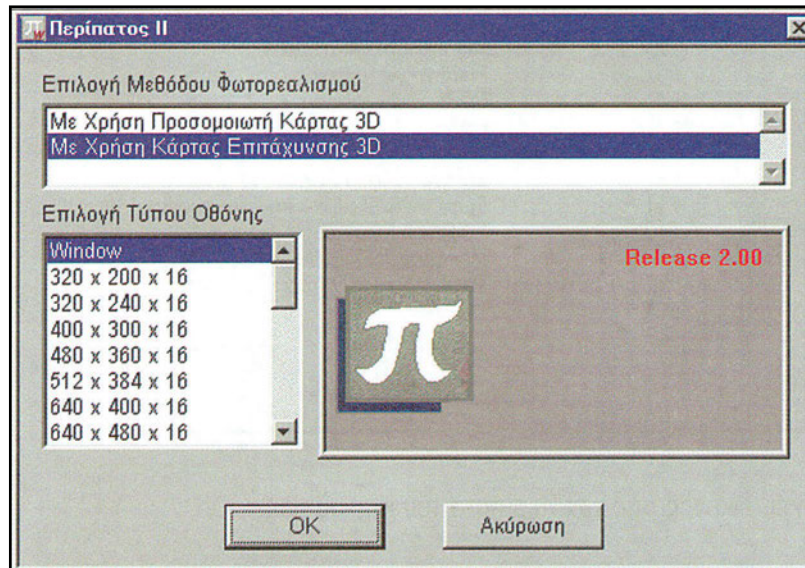 Περίπατος II
Επιλογή Μεθόδου Φωτορεαλισμού
Με Χρήση Προσομοιωτή Κάρτας 3D
Με Χρήση Κάρτας Επιτάχυνσης 3D
Επιλογή Τύπου Οθόνης
Window
320 x 200 x 16
320 x 240 x 16
400 x 300 x 16
480 x 360 x 16
512 x 384 x 16
640 x 400 x 16
640 x 480 x 16
Release 2.00
π
OK
Ακύρωση